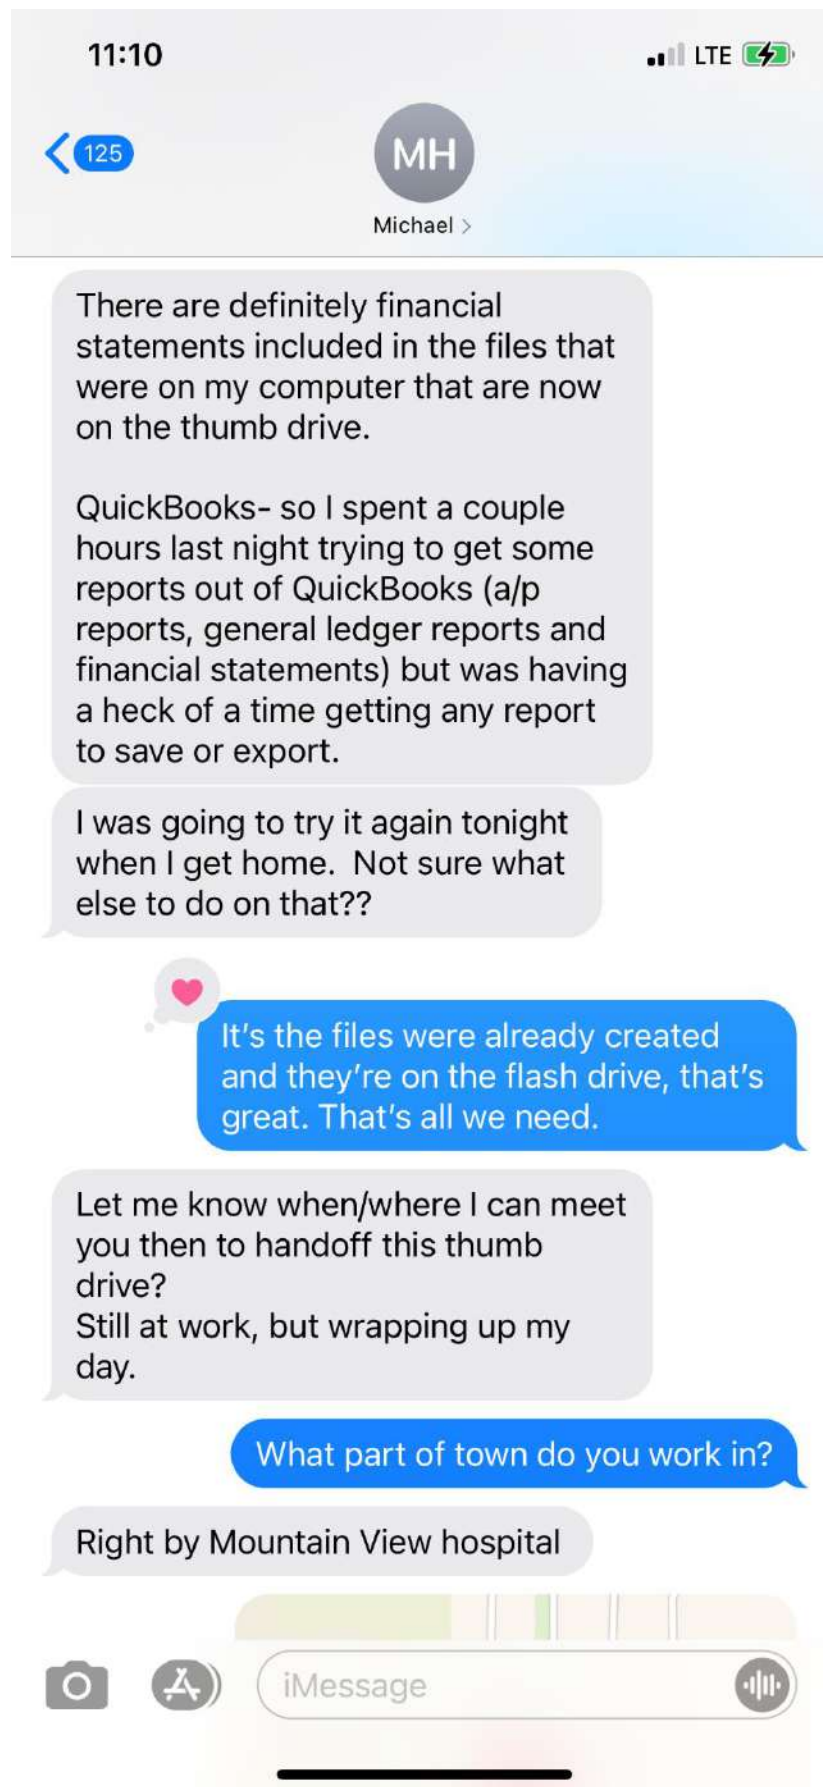 11:10
LTE
125
MH
Michael
There are definitely financial
statements included in the files that
were on my computer that are now
on the thumb drive.
QuickBooks- so I spent a couple
hours last night trying to get some
reports out of QuickBooks (a/p
reports, general ledger reports and
financial statements) but was having
a heck of a time getting any report
to save or export.
I was going to try it again tonight
when I get home.  Not sure what
else to do on that??
It’s the files were already created
and they’re on the flash drive, that’s
great. That’s all we need.
Let me know when/where I can meet
you then to handoff this thumb
drive?
Still at work, but wrapping up my
day.
What part of town do you work in?
Right by Mountain View hospital
iMessage